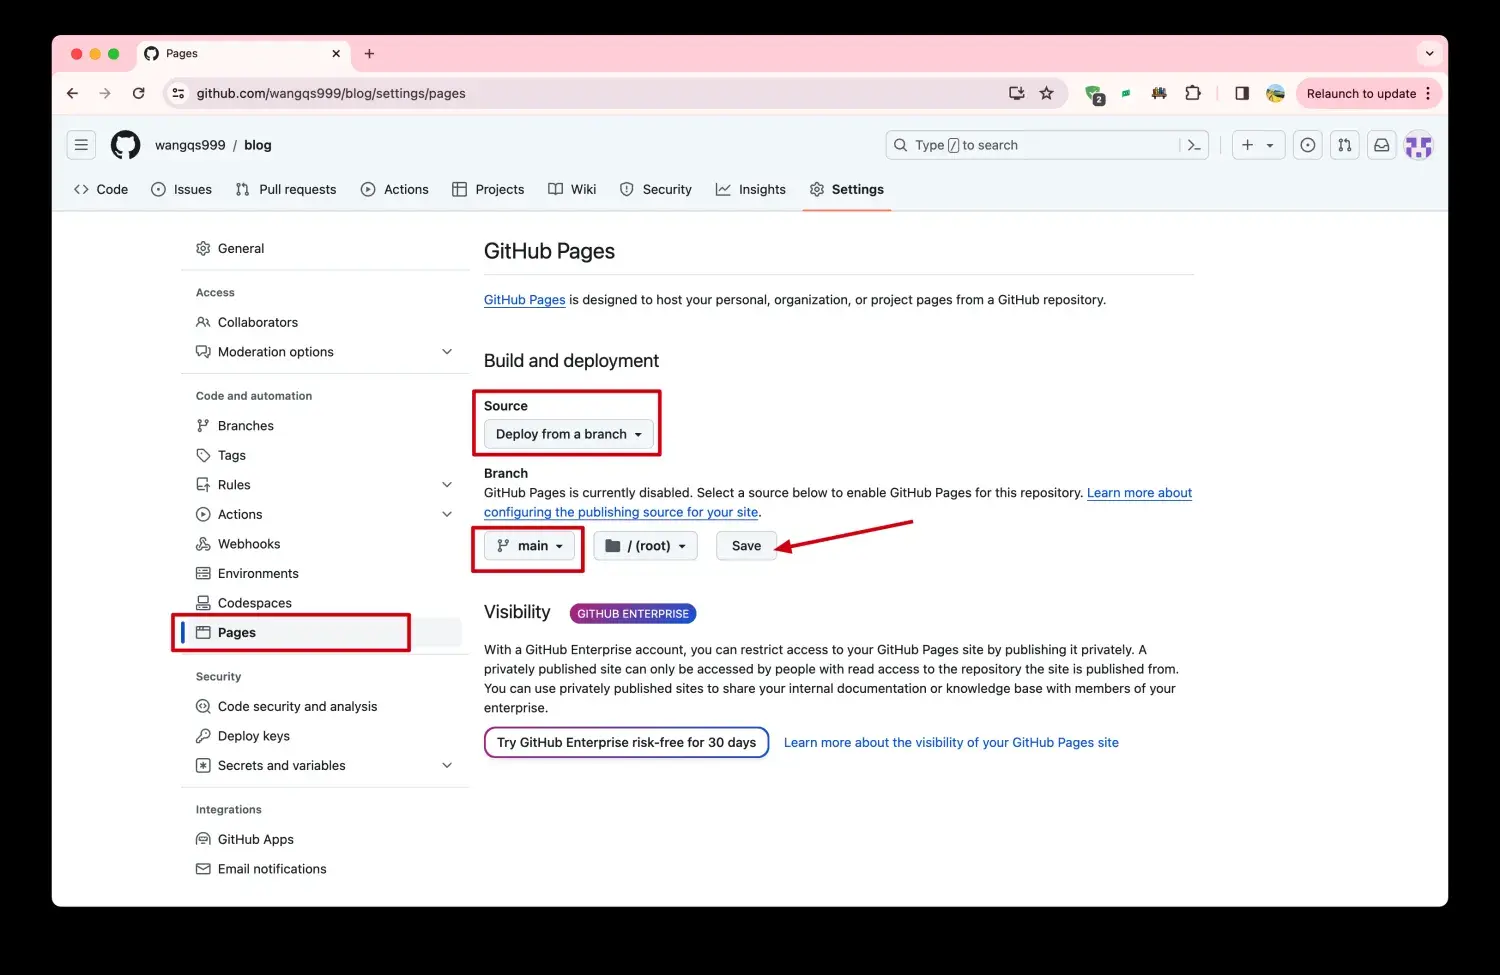 Pages
github.com/wangqs999/blog/settings/pages
2
Relaunch to update
wangqs999 / blog
Type / to search
Code
Issues
Pull requests
Actions
Projects
Wiki
Security
Insights
Settings
General
Access
Collaborators
Moderation options
Code and automation
Branches
Tags
Rules
Actions
Webhooks
Environments
Codespaces
Pages
Security
Code security and analysis
Deploy keys
Secrets and variables
Integrations
GitHub Apps
Email notifications
GitHub Pages
GitHub Pages is designed to host your personal, organization, or project pages from a GitHub repository.
Build and deployment
Source
Deploy from a branch
Branch
GitHub Pages is currently disabled. Select a source below to enable GitHub Pages for this repository. Learn more about
configuring the publishing source for your site.
main
/ (root)
Save
Visibility
GITHUB ENTERPRISE
With a GitHub Enterprise account, you can restrict access to your GitHub Pages site by publishing it privately. A
privately published site can only be accessed by people with read access to the repository the site is published from.
You can use privately published sites to share your internal documentation or knowledge base with members of your
enterprise.
Try GitHub Enterprise risk-free for 30 days
Learn more about the visibility of your GitHub Pages site